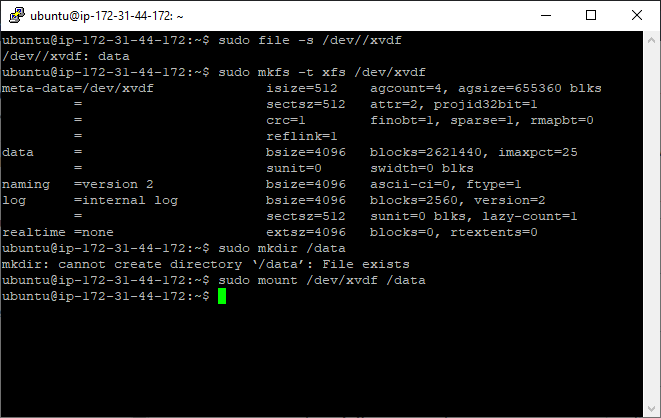 ubuntu@ip-172-31-44-172: ~
ubuntu@ip-172-31-44-172:~$ sudo file -s /dev//xvdf
/dev//xvdf: data
ubuntu@ip-172-31-44-172:~$ sudo mkfs -t xfs /dev/xvdf
meta-data=/dev/xvdf              isize=512    agcount=4, agsize=655360 blks
         =                       sectsz=512   attr=2, projid32bit=1
         =                       crc=1        finobt=1, sparse=1, rmapbt=0
         =                       reflink=1
data     =                       bsize=4096   blocks=2621440, imaxpct=25
         =                       sunit=0      swidth=0 blks
naming   =version 2              bsize=4096   ascii-ci=0, ftype=1
log      =internal log           bsize=4096   blocks=2560, version=2
         =                       sectsz=512   sunit=0 blks, lazy-count=1
realtime =none                   extsz=4096   blocks=0, rtextents=0
ubuntu@ip-172-31-44-172:~$ sudo mkdir /data
mkdir: cannot create directory ‘/data’: File exists
ubuntu@ip-172-31-44-172:~$ sudo mount /dev/xvdf /data
ubuntu@ip-172-31-44-172:~$